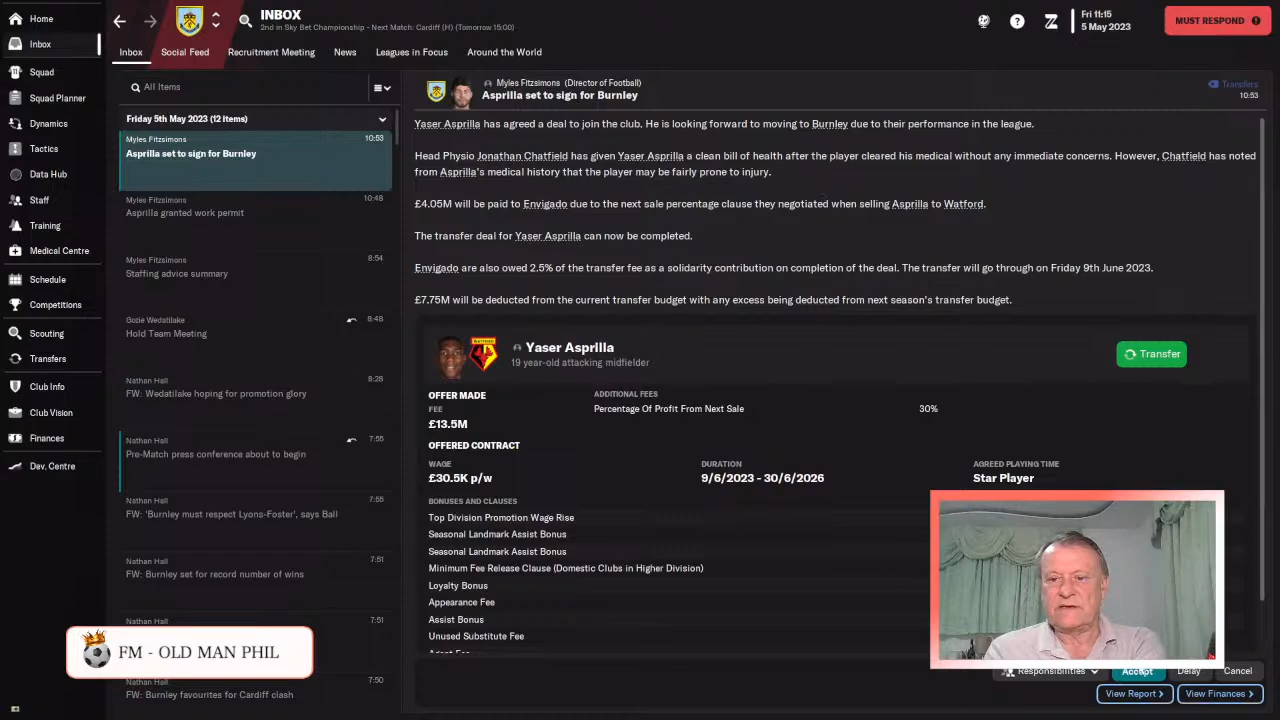 Home
Inbox
Squad
Squad Planner
Dynamics
Tactics
Data Hub
Staff
Training
Medical Centre
Schedule
Competitions
Scouting
Transfers
Club Info
Club Vision
Finances
Dev. Centre
INBOX
2nd in Sky Bet Championship - Next Match: Cardiff (H) (Tomorrow 15:00)
Fri 11:15
5 May 2023
MUST RESPOND
Inbox Social Feed Recruitment Meeting News Leagues in Focus Around the World
All Items
Friday 5th May 2023 (12 Items)
Myles Fitzsimons 10:53
Asprilla set to sign for Burnley
Myles Fitzsimons 10:48
Asprilla granted work permit
Myles Fitzsimons 8:54
Staffing advice summary
Gozie Wedatilake 8:48
Hold Team Meeting
Nathan Hall 8:28
FW: Wedatilake hoping for promotion glory
Nathan Hall 7:55
Pre-Match press conference about to begin
Nathan Hall 7:55
FW: 'Burnley must respect Lyons-Foster', says Ball
Nathan Hall 7:51
FW: Burnley set for record number of wins
Nathan Hall 7:51
Nathan Hall 7:50
FW: Burnley favourites for Cardiff clash
FM - OLD MAN PHIL
Myles Fitzsimons (Director of Football)
Asprilla set to sign for Burnley
Transfers
10:53
Yaser Asprilla has agreed a deal to join the club. He is looking forward to moving to Burnley due to their performance in the league.
Head Physio Jonathan Chatfield has given Yaser Asprilla a clean bill of health after the player cleared his medical without any immediate concerns. However, Chatfield has noted
from Asprilla's medical history that the player may be fairly prone to injury.
£4.05M will be paid to Envigado due to the next sale percentage clause they negotiated when selling Asprilla to Watford.
The transfer deal for Yaser Asprilla can now be completed.
Envigado are also owed 2.5% of the transfer fee as a solidarity contribution on completion of the deal. The transfer will go through on Friday 9th June 2023.
£7.75M will be deducted from the current transfer budget with any excess being deducted from next season's transfer budget.
Yaser Asprilla
19 year-old attacking midfielder
Transfer
OFFER MADE
FEE
£13.5M
ADDITIONAL FEES
Percentage Of Profit From Next Sale 30%
OFFERED CONTRACT
WAGE
£30.5K p/w
DURATION
9/6/2023 - 30/6/2026
AGREED PLAYING TIME
Star Player
BONUSES AND CLAUSES
Top Division Promotion Wage Rise
Seasonal Landmark Assist Bonus
Seasonal Landmark Assist Bonus
Minimum Fee Release Clause (Domestic Clubs in Higher Division)
Loyalty Bonus
Appearance Fee
Assist Bonus
Unused Substitute Fee
Agent Fee
Responsibilities Accept Delay Cancel
View Report View Finances